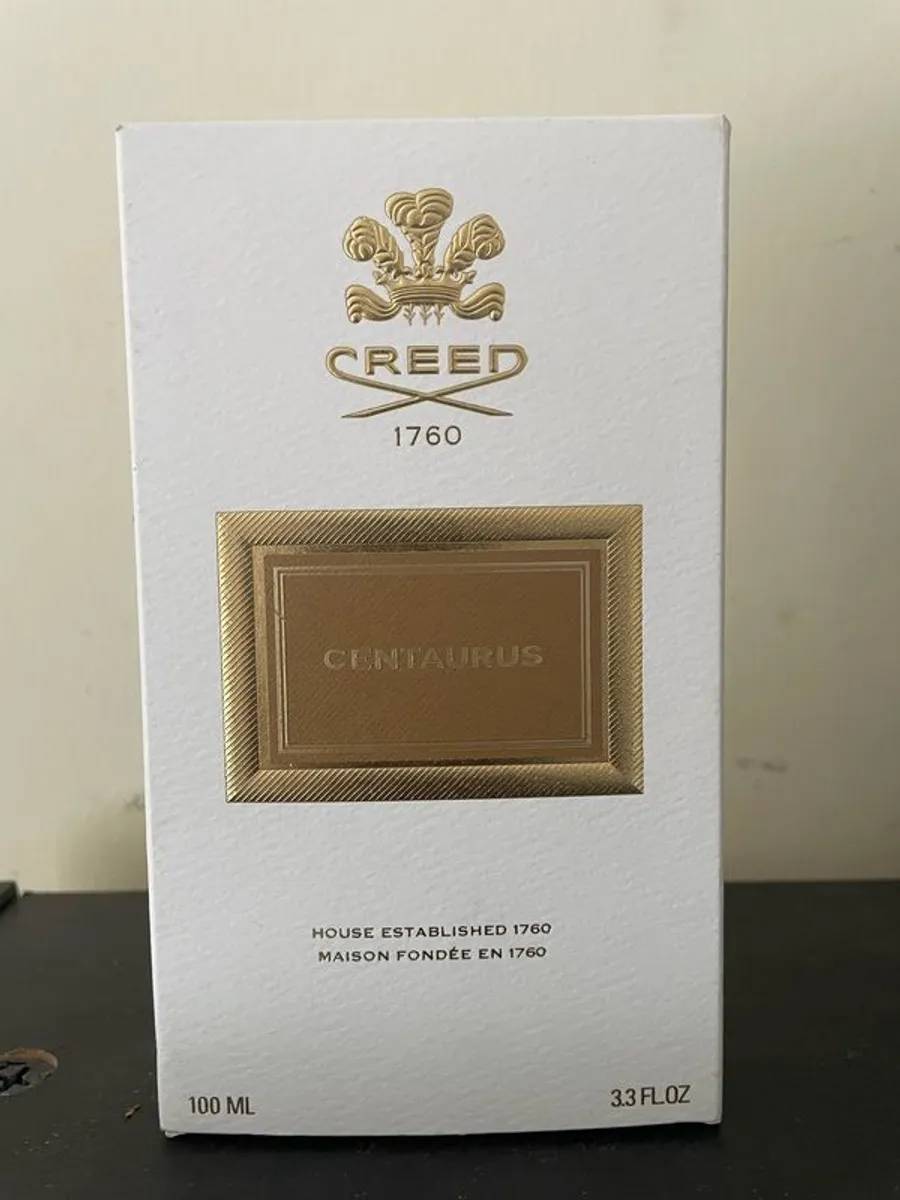 CREED
1760
CENTAURUS
HOUSE ESTABLISHED 1760
MAISON FONDÉE EN 1760
100 ML
3.3 FL.OZ